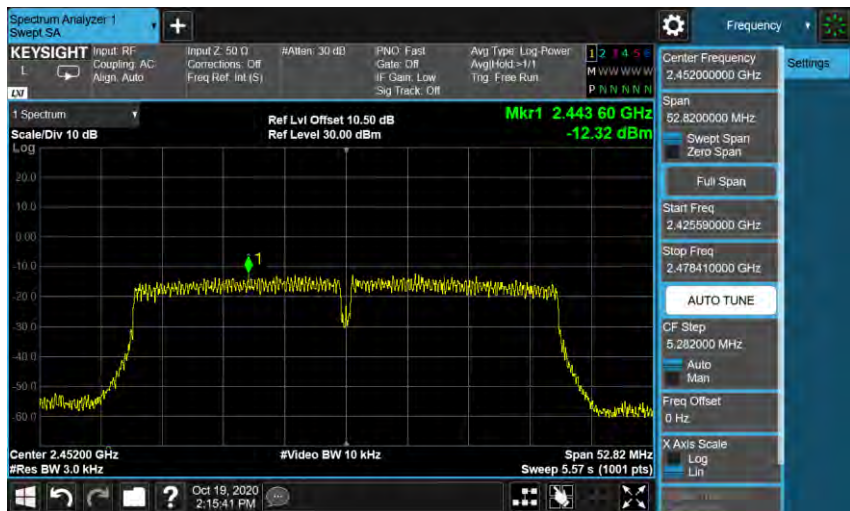 Spectrum Analyzer 1
Swept SA
+
Frequency
KEYSIGHT
L
LXI
Input: RF
Coupling: AC
Align: Auto
Input Z: 50 Ω
Corrections: Off
Freq Ref: Int (S)
#Atten: 30 dB
PNO: Fast
Gate: Off
IF Gain: Low
Sig Track: Off
Avg Type: Log-Power
Avg|Hold:>1/1
Trig: Free Run
1 2 3 4 5 6
M W W W W W
P N N N N N
Center Frequency
2.452000000 GHz
Settings
1 Spectrum
Scale/Div 10 dB
Log
Ref Lvl Offset 10.50 dB
Ref Level 30.00 dBm
Mkr1 2.443 60 GHz
-12.32 dBm
20.0
10.0
0.00
-10.0
-20.0
-30.0
-40.0
-50.0
-60.0
1
Center 2.45200 GHz
#Res BW 3.0 kHz
#Video BW 10 kHz
Span 52.82 MHz
Sweep 5.57 s (1001 pts)
Span
52.8200000 MHz
Swept Span
Zero Span
Full Span
Start Freq
2.425590000 GHz
Stop Freq
2.478410000 GHz
AUTO TUNE
CF Step
5.282000 MHz
Auto
Man
Freq Offset
0 Hz
X Axis Scale
Log
Lin
?
Oct 19, 2020
2:15:41 PM